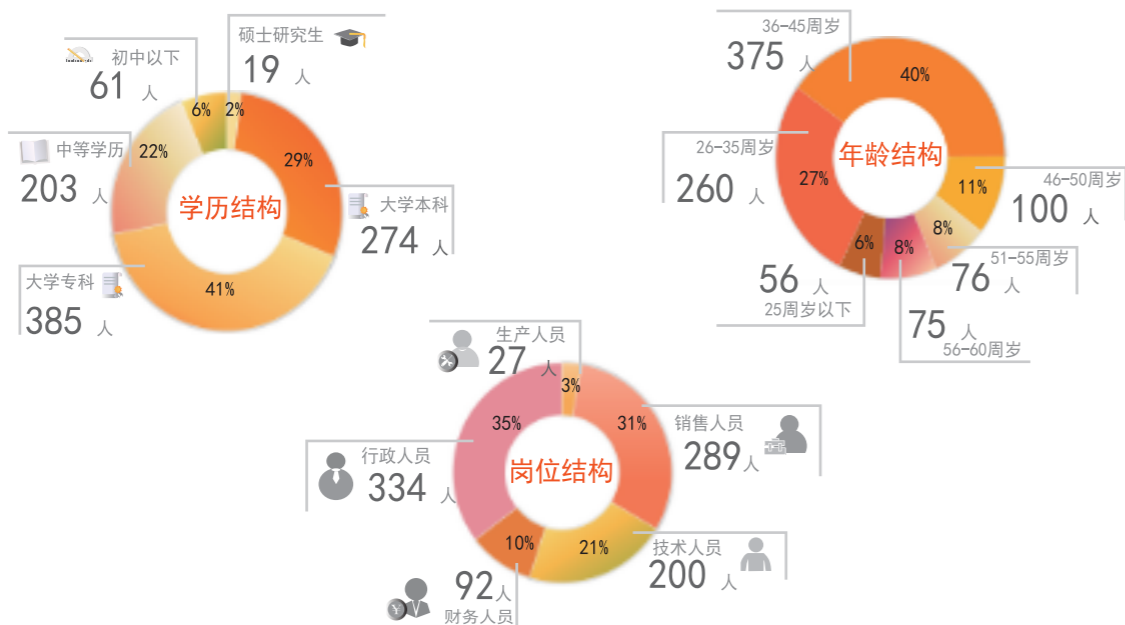 硕士研究生
19 人
初中以下
61 人
6%
2%
中等学历
203 人
22%
29%
学历结构
大学本科
274 人
大学专科
385 人
41%
36-45周岁
375 人
40%
26-35周岁
260 人
27%
年龄结构
11%
46-50周岁
100 人
8%
51-55周岁
76 人
6%
8%
56 人
25周岁以下
75 人
56-60周岁
生产人员
27 人
3%
35%
31%
销售人员
289人
行政人员
334 人
岗位结构
10%
21%
技术人员
200 人
92人
财务人员
¥